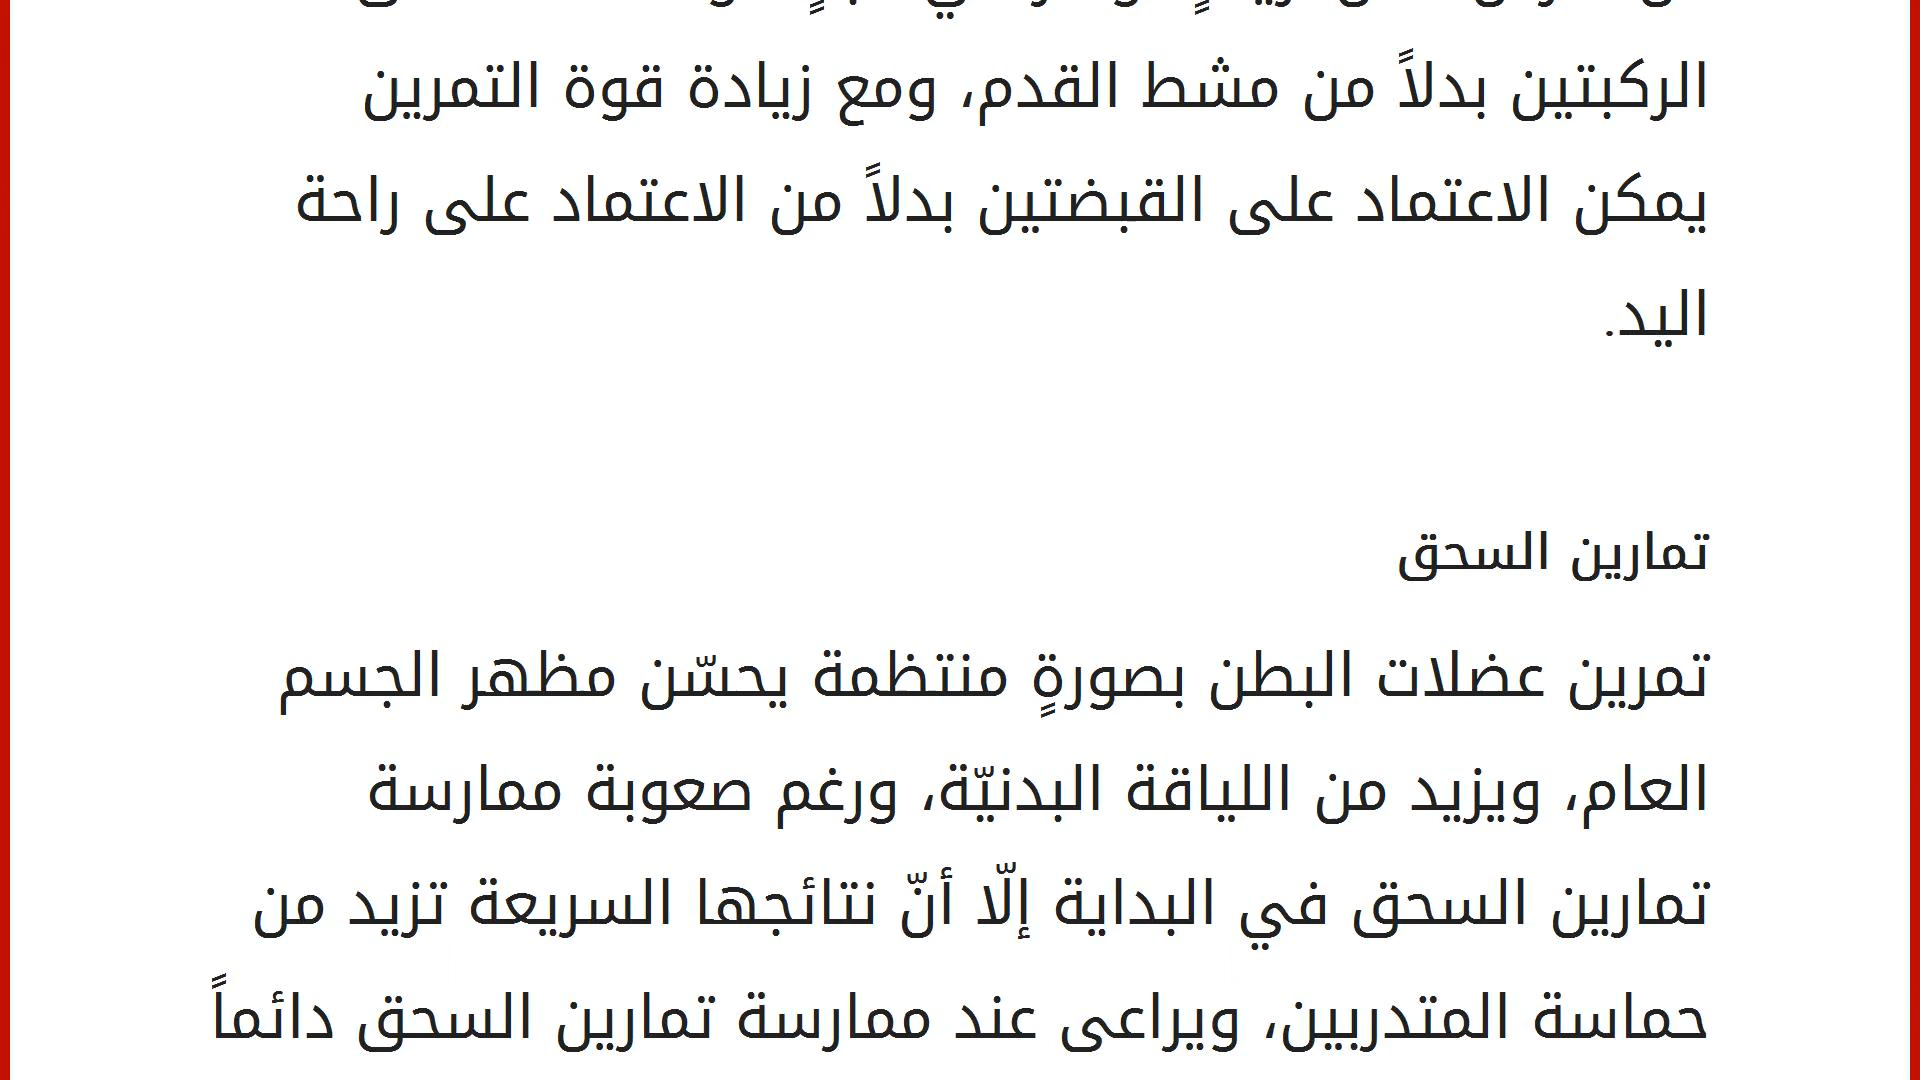 الركبتين بدلاً من مشط القدم، ومع زيادة قوة التمرين
يمكن الاعتماد على القبضتين بدلاً من الاعتماد على راحة
اليد.
تمارين السحق
تمرين عضلات البطن بصورةٍ منتظمة يحسّن مظهر الجسم
العام، ويزيد من اللياقة البدنيّة، ورغم صعوبة ممارسة
تمارين السحق في البداية إلّا أنّ نتائجها السريعة تزيد من
حماسة المتدربين، ويراعى عند ممارسة تمارين السحق دائماً